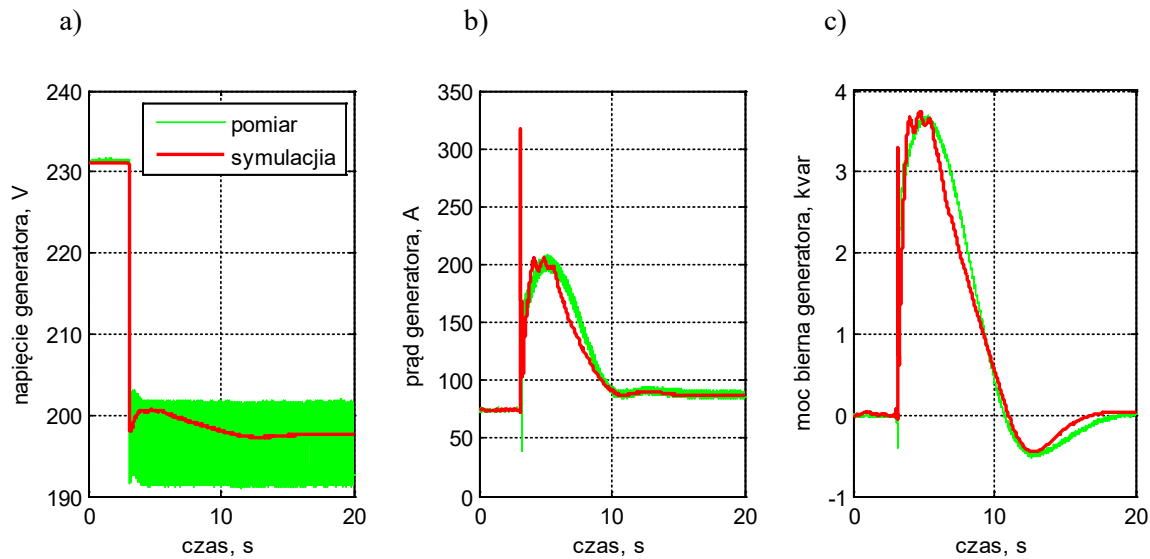 a)
b)
c)
napięcie generatora, V
240
230
220
210
200
190
pomiar
symulacjia
0
10
20
czas, s
prąd generatora, A
350
300
250
200
150
100
50
0
0
10
20
czas, s
moc bierna generatora, kvar
4
3
2
1
0
-1
0
10
20
czas, s